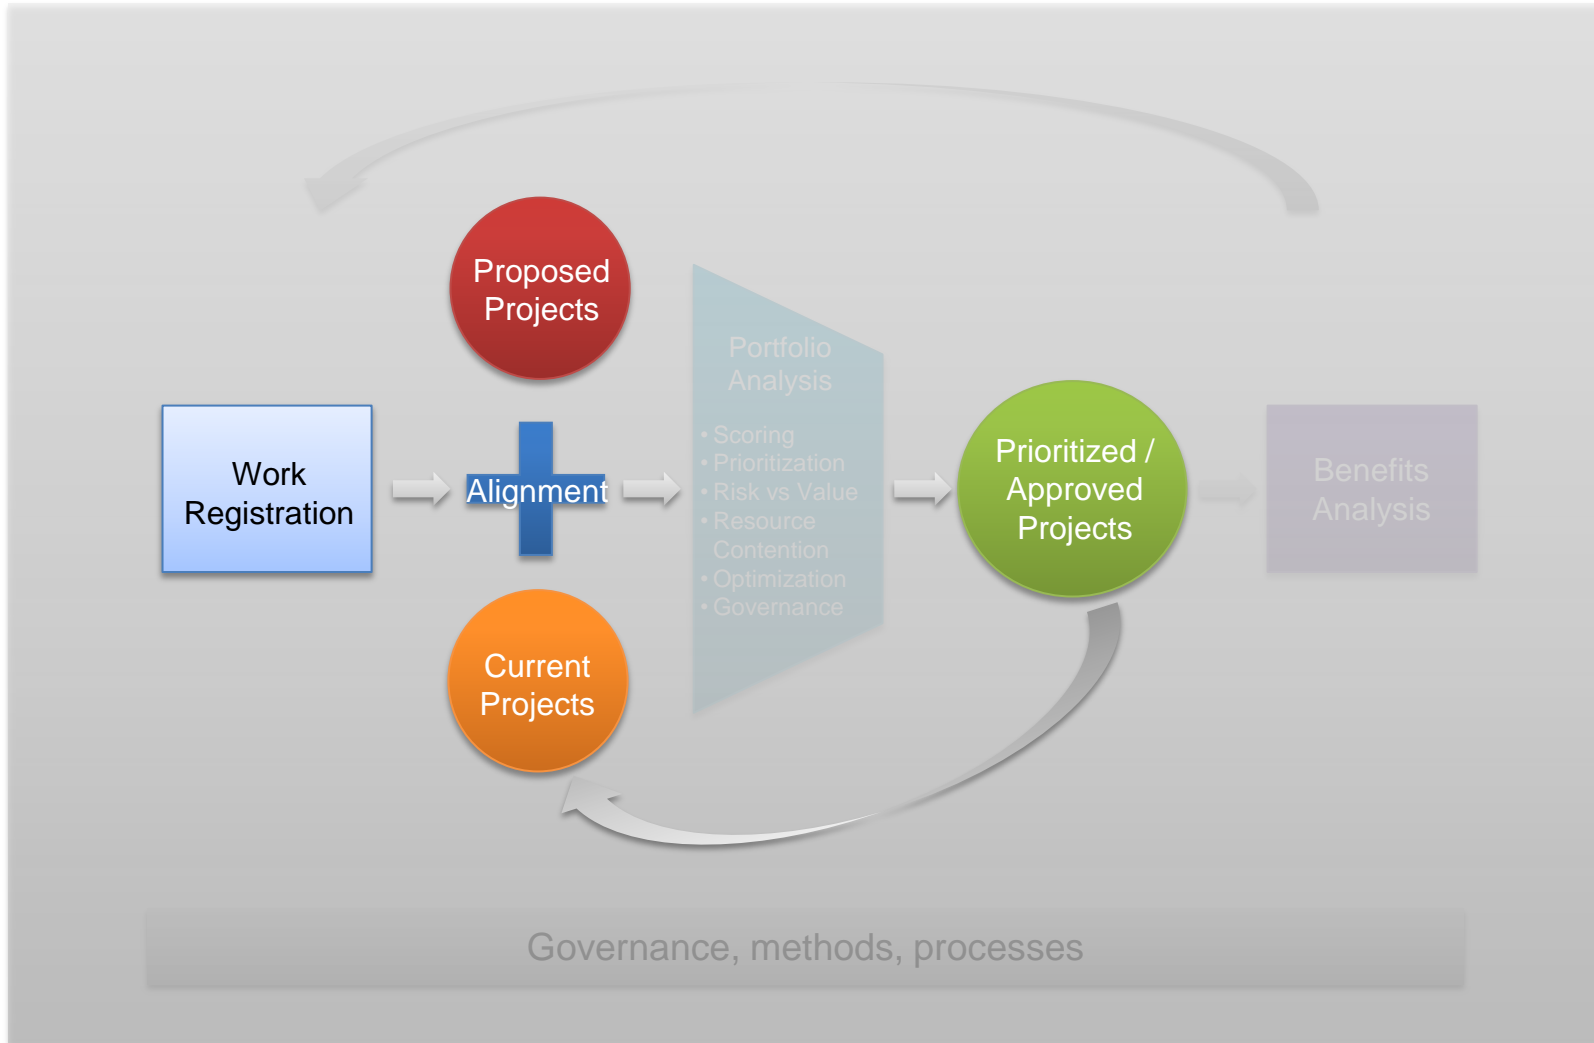 Proposed
Projects
Work
Registration
Alignment
Current
Projects
Portfolio
Analysis
• Scoring
• Prioritization
• Risk vs Value
• Resource
Contention
• Optimization
• Governance
Prioritized /
Approved
Projects
Benefits
Analysis
Governance, methods, processes